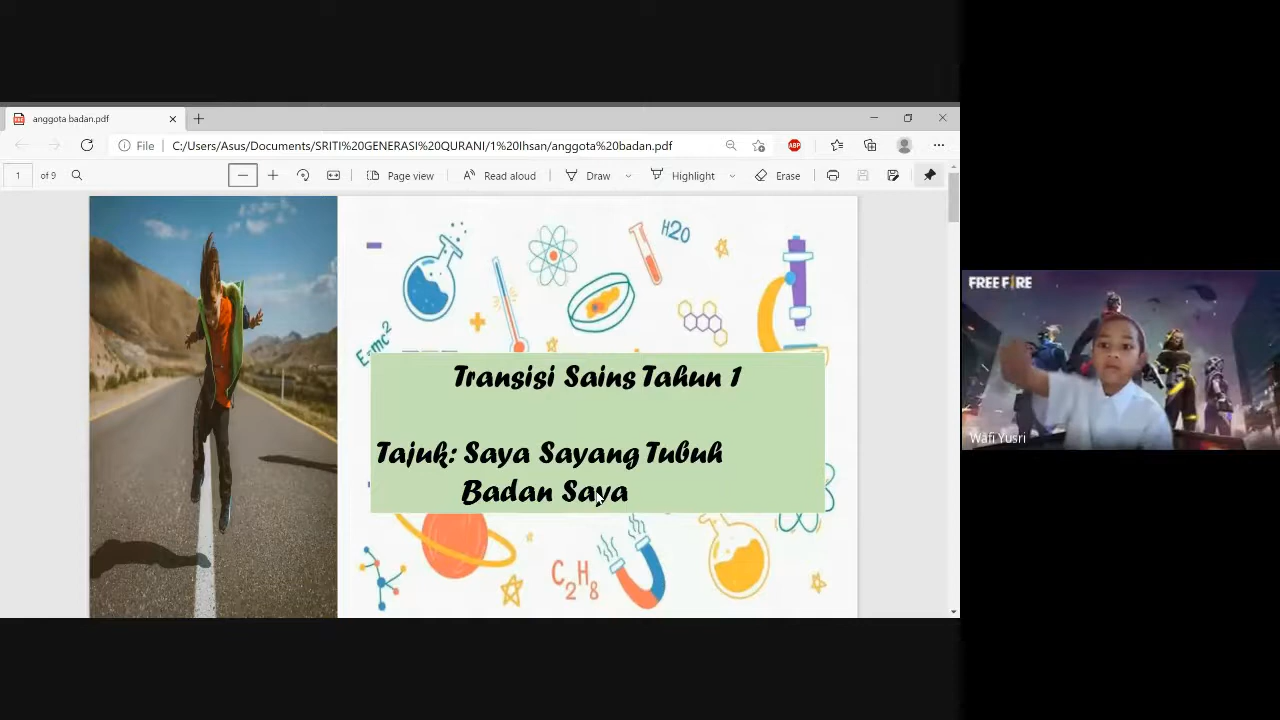 anggota badan.pdf
File
C:/Users/Asus/Documents/SRITI%20GENERASI%20QURANI/1%20Ihsan/anggota%20badan.pdf
ABP
1 of 9
Page view
Read aloud
Draw
Highlight
Erase
H2O
E=mc²
Transisi Sains Tahun 1
Tajuk: Saya Sayang Tubuh
Badan Saya
C2H8
FREE FIRE
Wafi Yusri